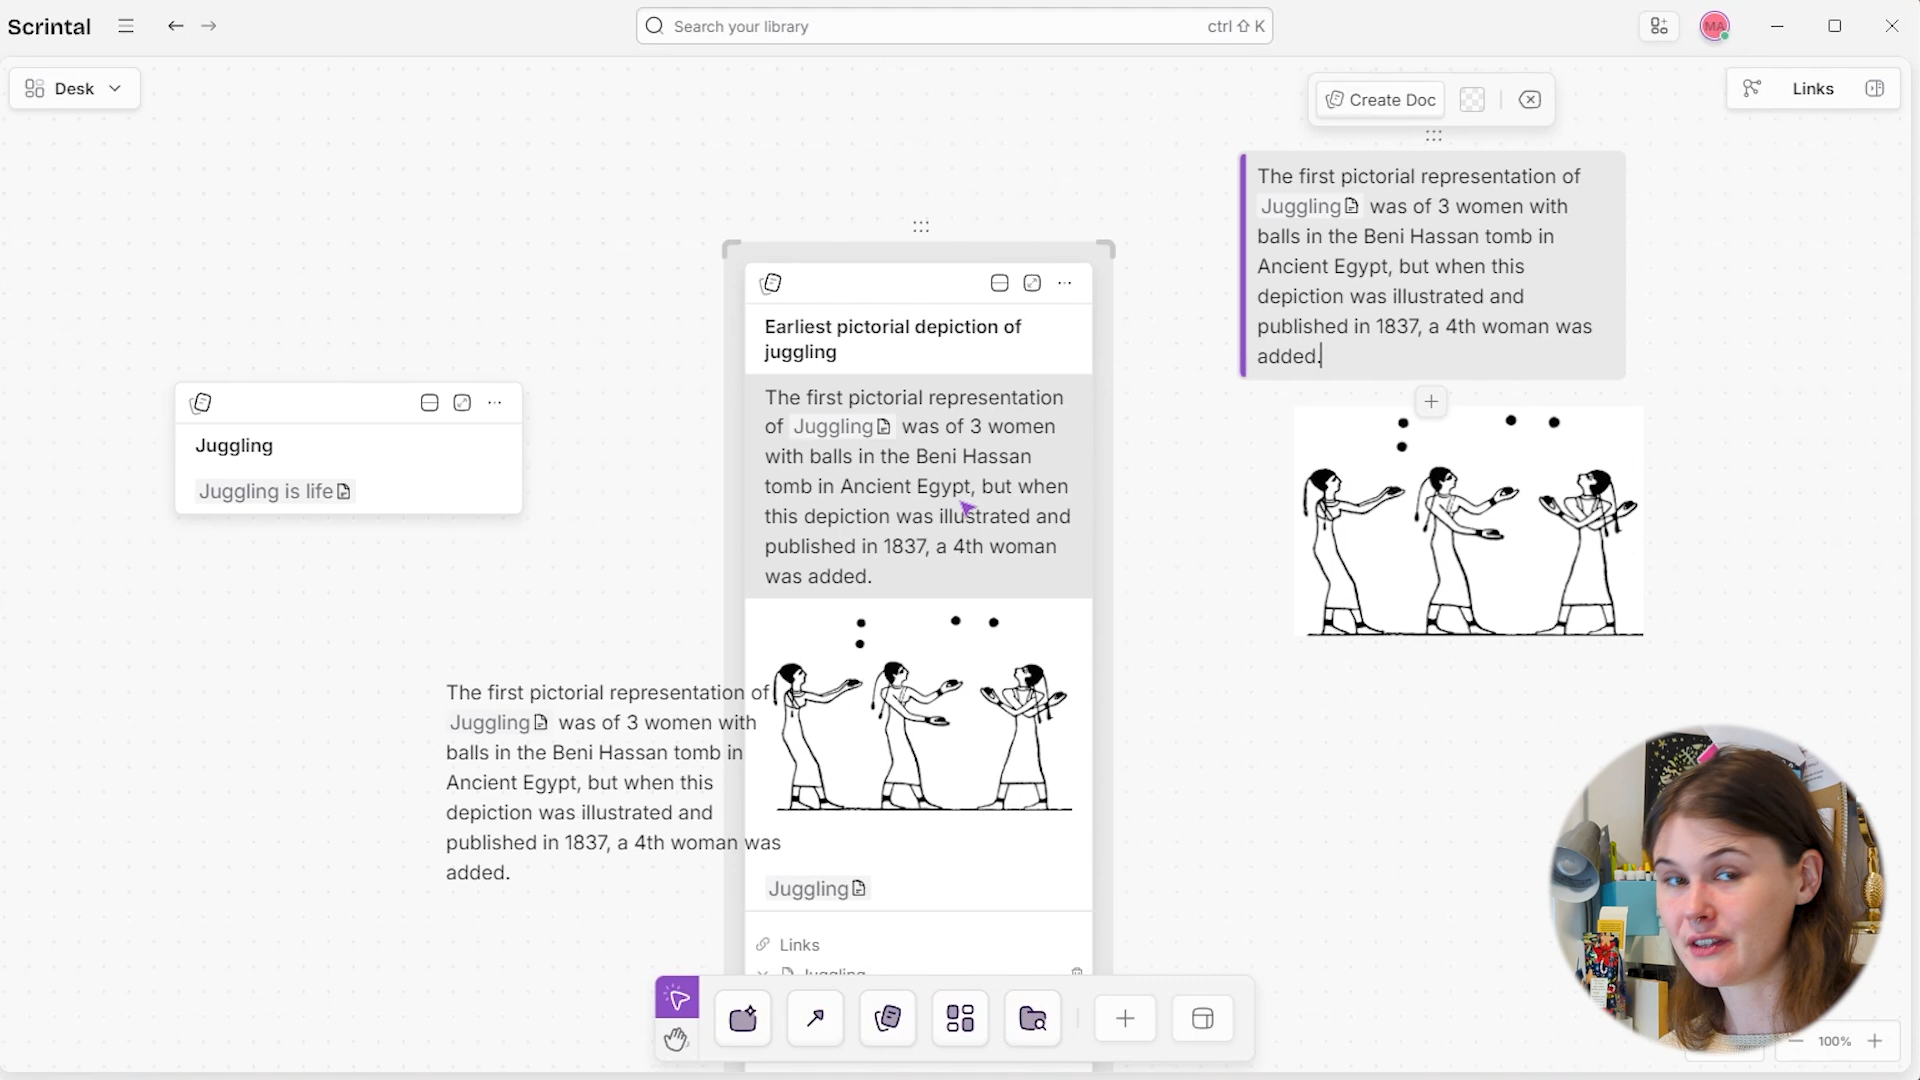 Scrintal
Search your library
ctrl ⇧ K
MA
Desk
Create Doc
Links
The first pictorial representation of
Juggling was of 3 women with
balls in the Beni Hassan tomb in
Ancient Egypt, but when this
depiction was illustrated and
published in 1837, a 4th woman was
added.
Earliest pictorial depiction of
juggling
The first pictorial representation
of Juggling was of 3 women
with balls in the Beni Hassan
tomb in Ancient Egypt, but when
this depiction was illustrated and
published in 1837, a 4th woman
was added.
Juggling
Juggling is life
The first pictorial representation of
Juggling was of 3 women with
balls in the Beni Hassan tomb in
Ancient Egypt, but when this
depiction was illustrated and
published in 1837, a 4th woman was
added.
Juggling
Links
Juggling
100%